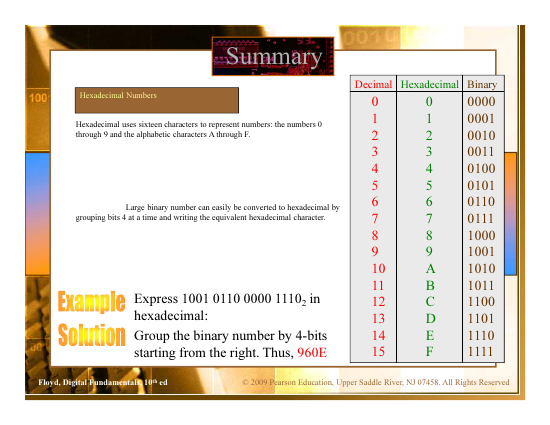 Summary
Hexadecimal Numbers
Hexadecimal uses sixteen characters to represent numbers: the numbers 0
through 9 and the alphabetic characters A through F.
Large binary number can easily be converted to hexadecimal by
grouping bits 4 at a time and writing the equivalent hexadecimal character.
Example
Express 1001 0110 0000 1110₂ in
hexadecimal:
Solution
Group the binary number by 4-bits
starting from the right. Thus, 960E
Decimal Hexadecimal Binary
0 0 0000
1 1 0001
2 2 0010
3 3 0011
4 4 0100
5 5 0101
6 6 0110
7 7 0111
8 8 1000
9 9 1001
10 A 1010
11 B 1011
12 C 1100
13 D 1101
14 E 1110
15 F 1111
Floyd, Digital Fundamentals, 10th ed
© 2009 Pearson Education, Upper Saddle River, NJ 07458. All Rights Reserved